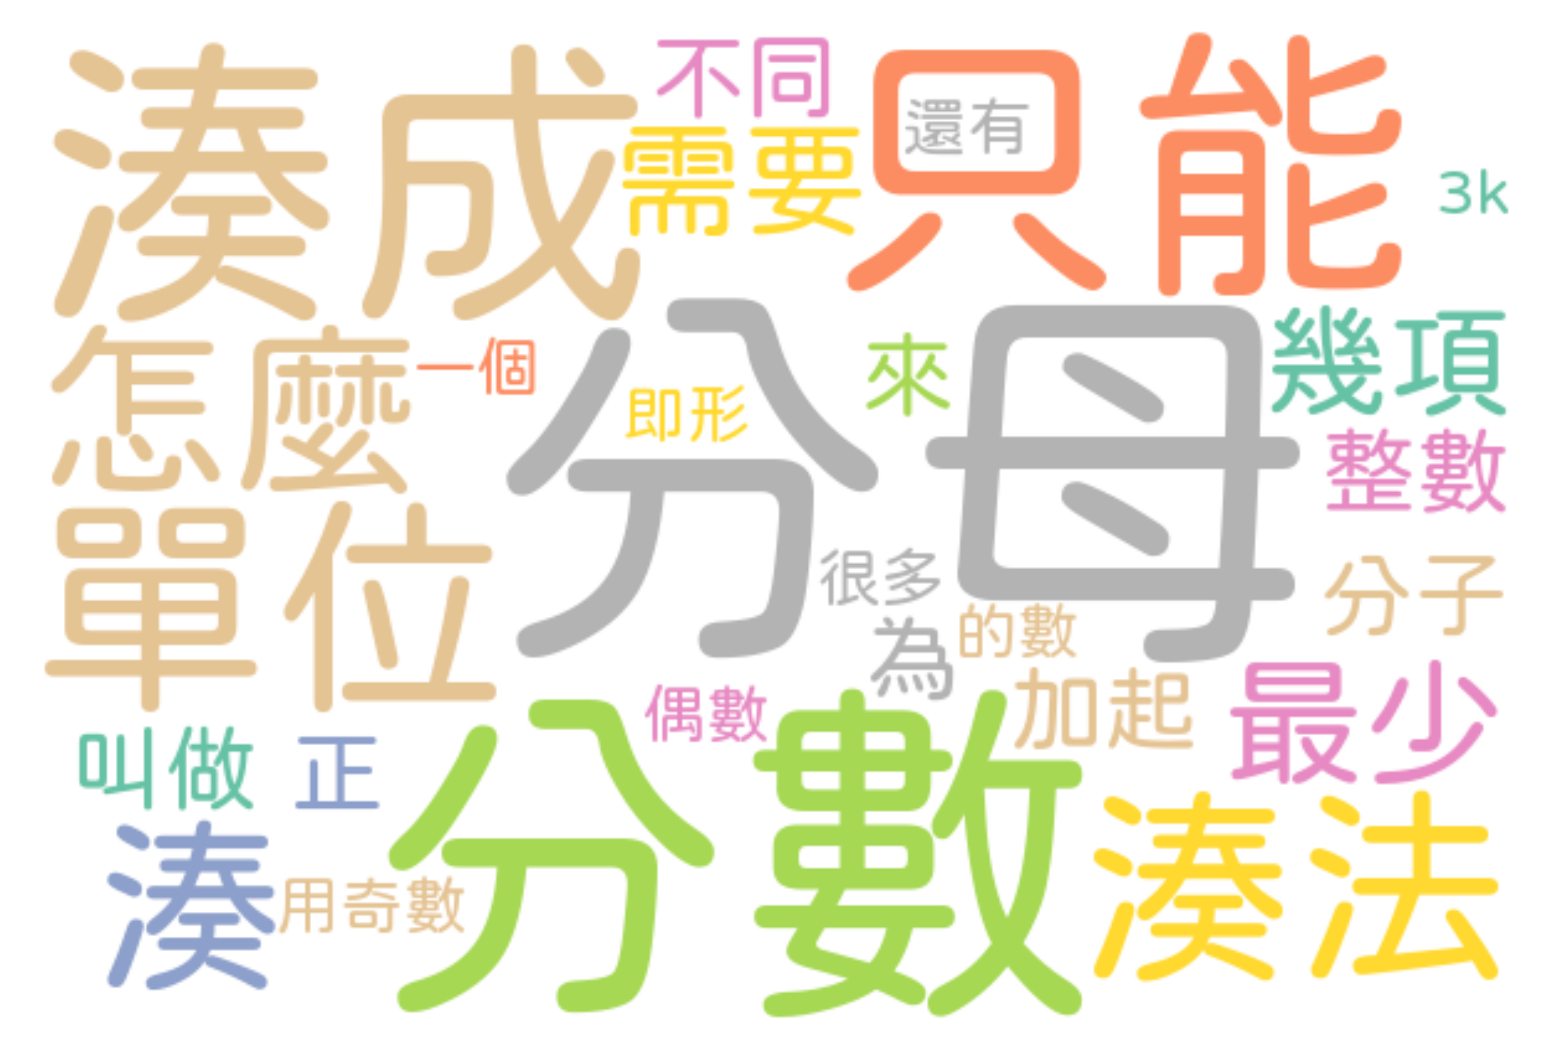 湊成
不同
只能
還有
需要
3k
怎麼
一個
分母
即形
來
幾項
整數
單位
很多
分子
的數
為
偶數
加起
最少
叫做
正
分數
湊法
湊
用奇數